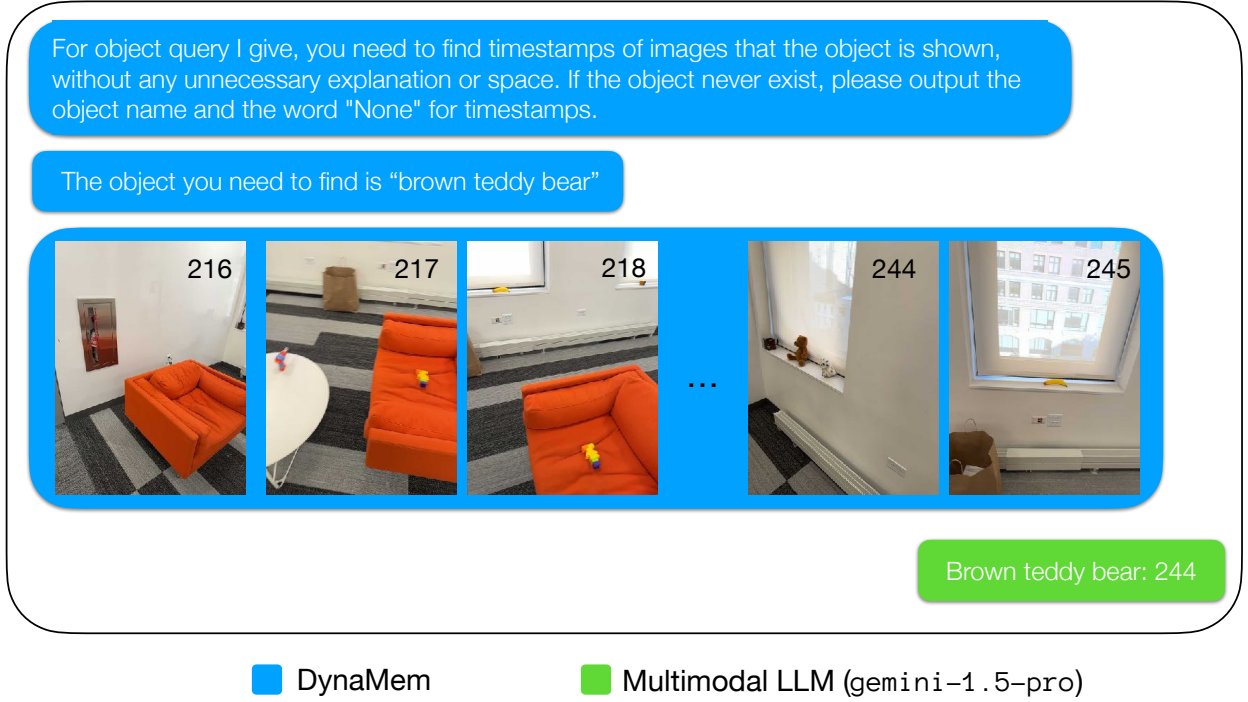 For object query I give, you need to find timestamps of images that the object is shown,
without any unnecessary explanation or space. If the object never exist, please output the
object name and the word "None" for timestamps.
The object you need to find is “brown teddy bear”
216
217
218
...
244
245
Brown teddy bear: 244
DynaMem
Multimodal LLM (gemini-1.5-pro)